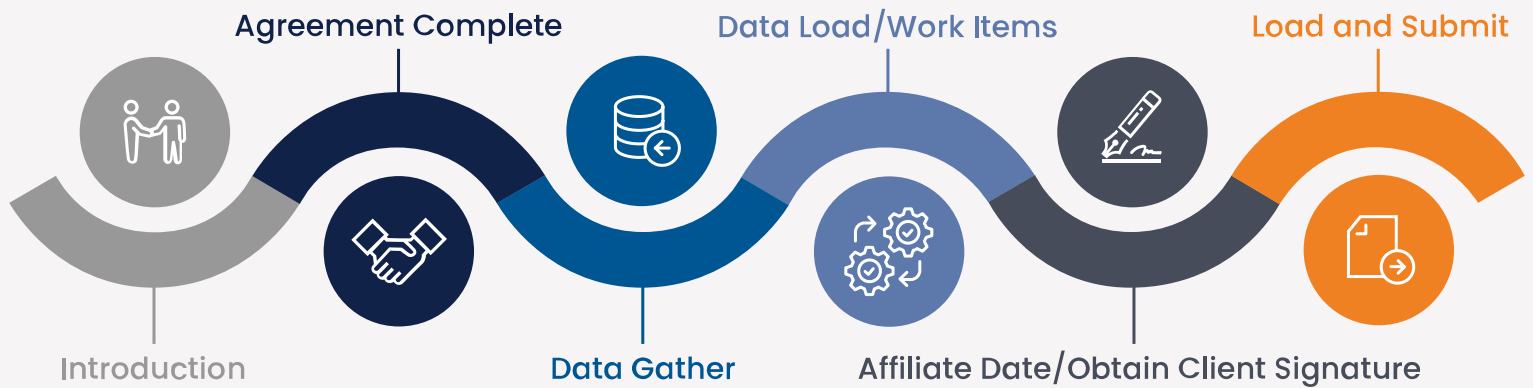 Agreement Complete
Data Load/Work Items
Load and Submit
Introduction
Data Gather
Affiliate Date/Obtain Client Signature